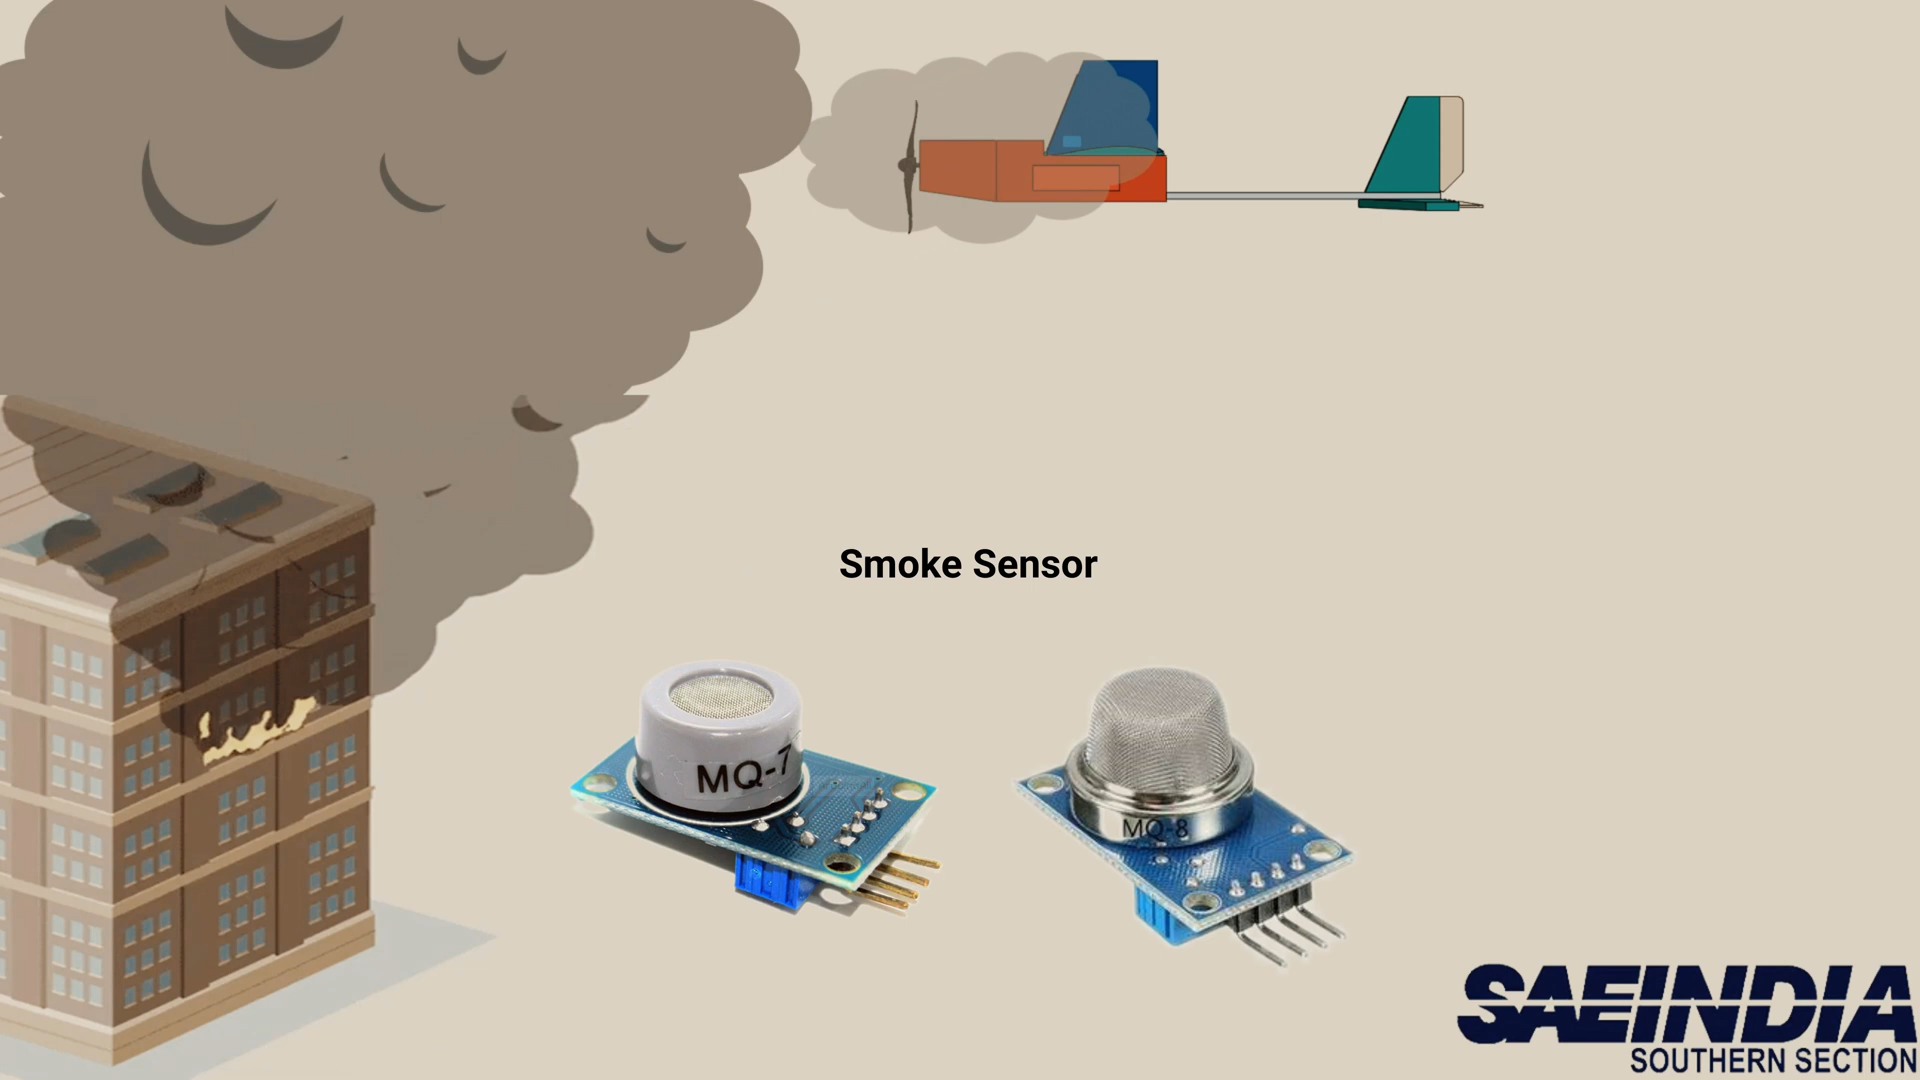 Smoke Sensor
MQ-7
MQ-8
SAEINDIA
SOUTHERN SECTION